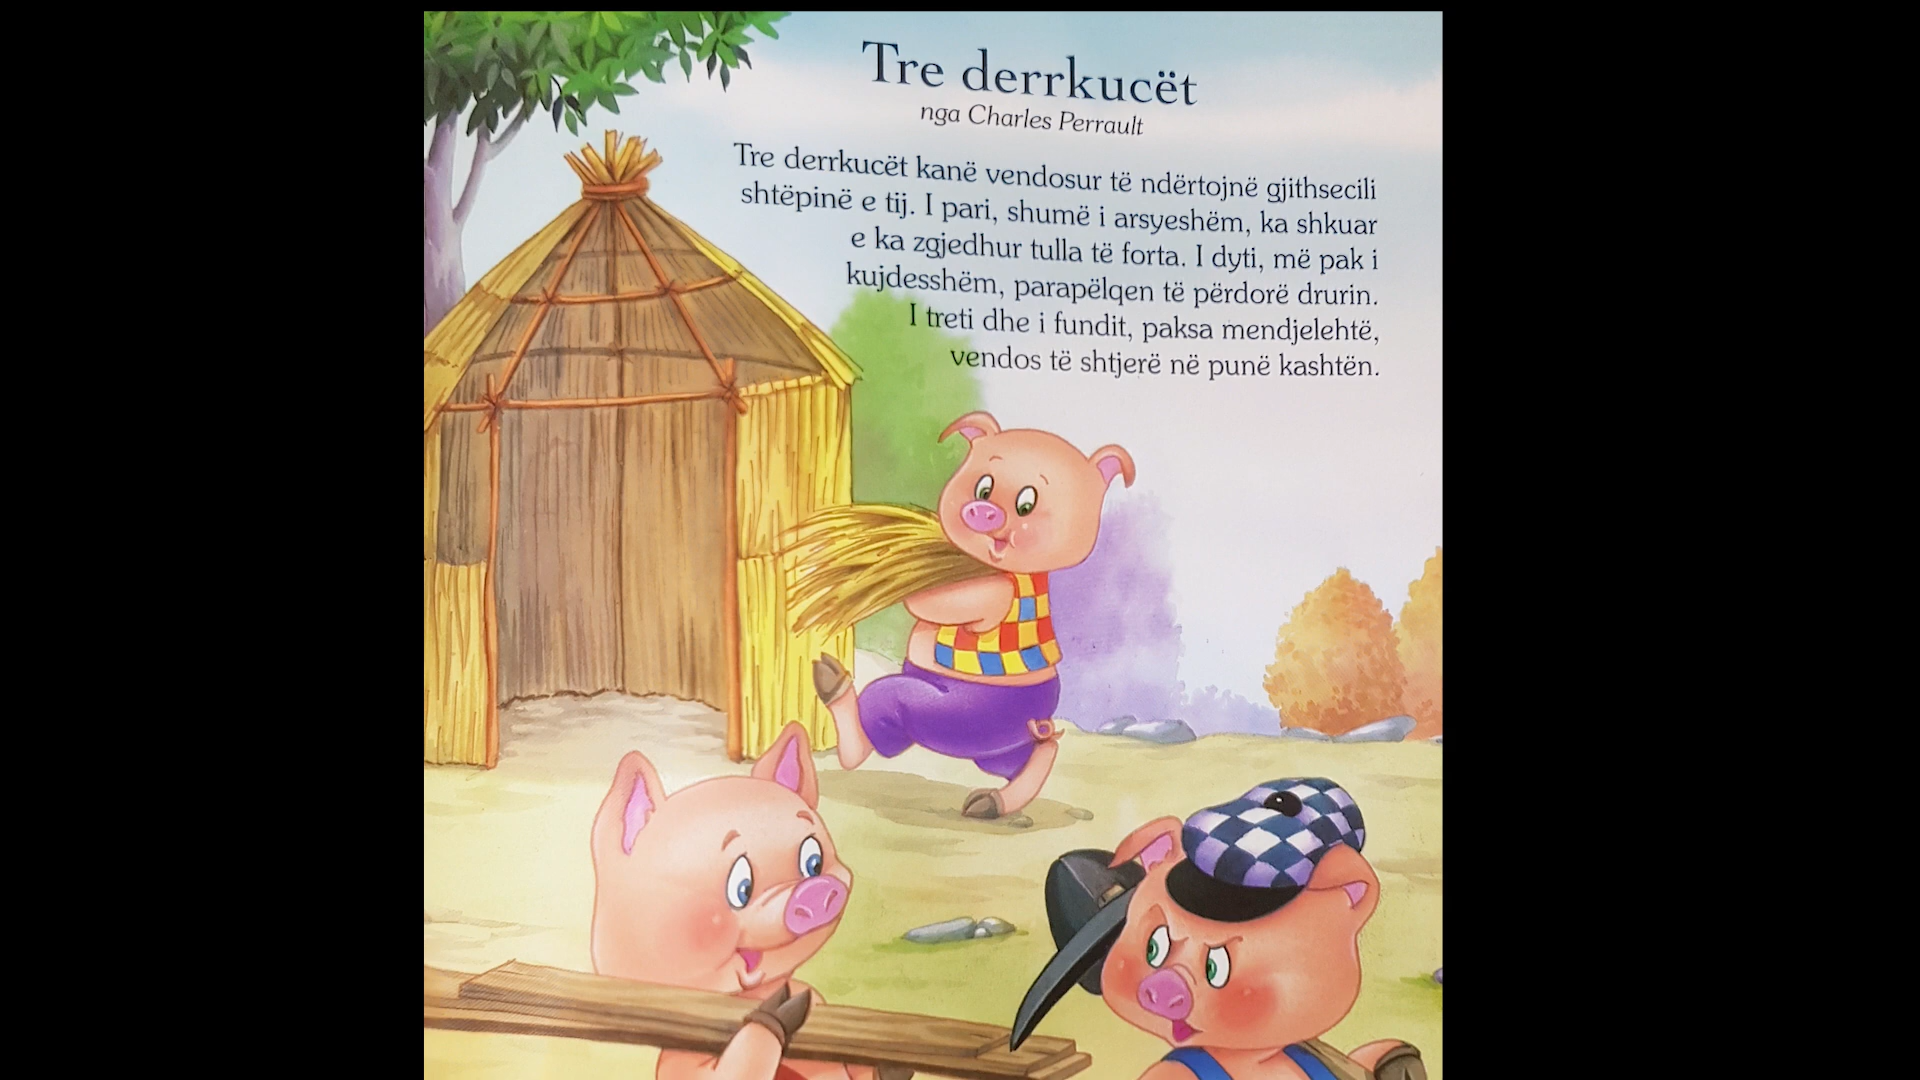 Tre derrkucët
nga Charles Perrault
Tre derrkucët kanë vendosur të ndërtojnë gjithsecili
shtëpinë e tij. I pari, shumë i arsyeshëm, ka shkuar
e ka zgjedhur tulla të forta. I dyti, më pak i
kujdesshëm, parapëlqen të përdorë drurin.
I treti dhe i fundit, paksa mendjelehtë,
vendos të shtjerë në punë kashtën.